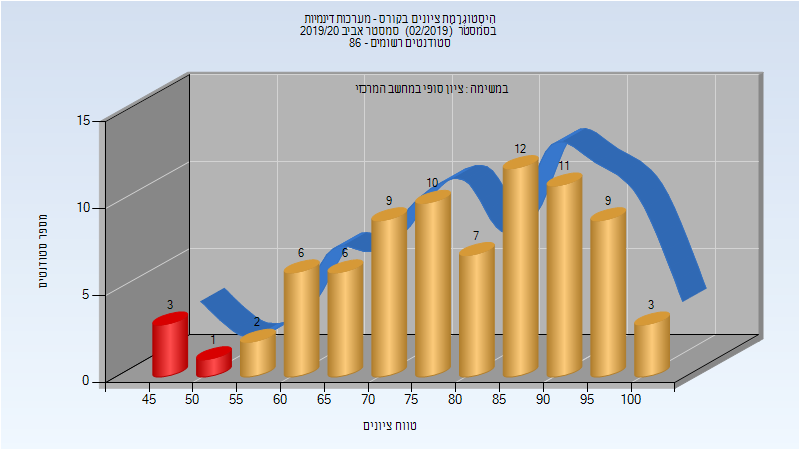 היסטוגרמת ציונים בקורס - מערכות דינמיות
בסמסטר (02/2019) סמסטר אביב 2019/20
סטודנטים רשומים - 86
במשימה : ציון סופי במחשב המרכזי
מספר סטודנטים
15
10
5
0
3
1
2
6
6
9
10
7
12
11
9
3
45 50 55 60 65 70 75 80 85 90 95 100
טווח ציונים